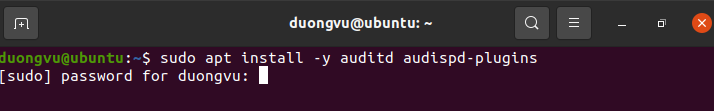 duongvu@ubuntu: ~
duongvu@ubuntu:~$ sudo apt install -y auditd audispd-plugins
[sudo] password for duongvu: